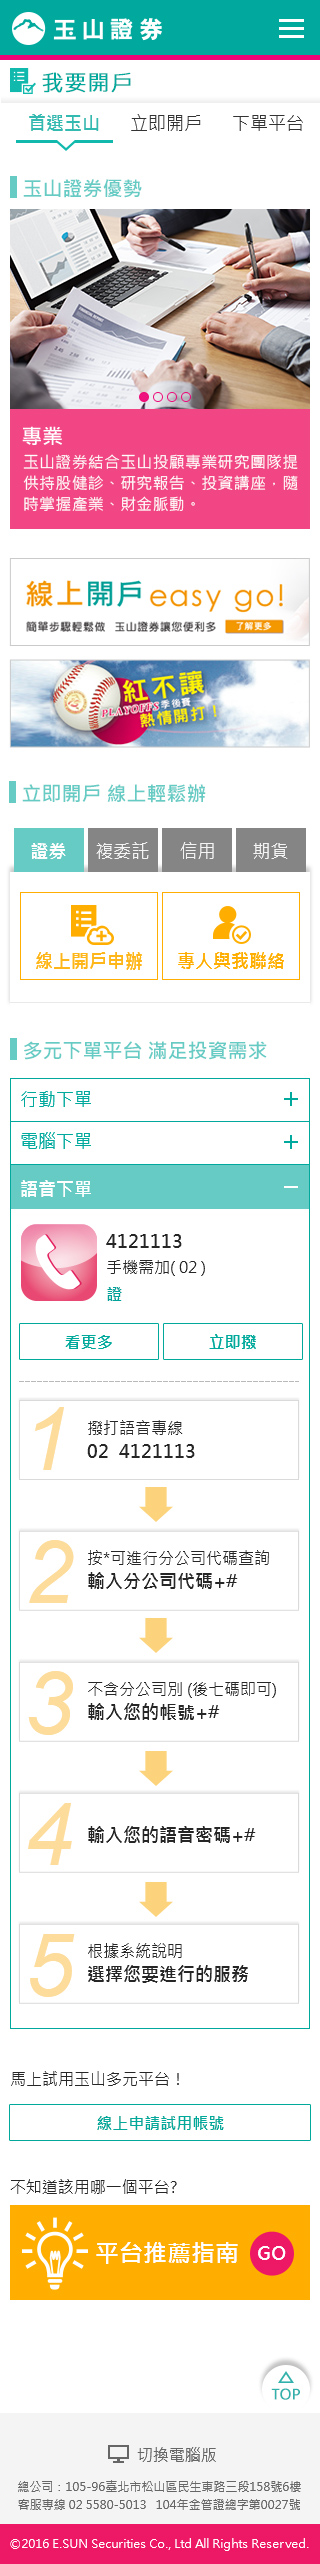 玉山證券
我要開戶
首選玉山 立即開戶 下單平台
玉山證券優勢
專業
玉山證券結合玉山投顧專業研究團隊提
供持股健診、研究報告、投資講座，隨
時掌握產業、財金脈動。
線上開戶 easy go!
簡單步驟輕鬆做 玉山證券讓您便利多 了解更多
紅不讓
PLAYOFFS 季後賽
熱情開打！
立即開戶 線上輕鬆辦
證券 複委託 信用 期貨
線上開戶申辦 專人與我聯絡
多元下單平台 滿足投資需求
行動下單
電腦下單
語音下單
4121113
手機需加( 02 )
證
看更多 立即撥
1 撥打語音專線
02 4121113
2 按*可進行分公司代碼查詢
輸入分公司代碼+#
3 不含分公司別 (後七碼即可)
輸入您的帳號+#
4 輸入您的語音密碼+#
5 根據系統說明
選擇您要進行的服務
馬上試用玉山多元平台！
線上申請試用帳號
不知道該用哪一個平台?
平台推薦指南 GO
TOP
切換電腦版
總公司：105-96臺北市松山區民生東路三段158號6樓
客服專線 02 5580-5013 104年金管證總字第0027號
©2016 E.SUN Securities Co., Ltd All Rights Reserved.